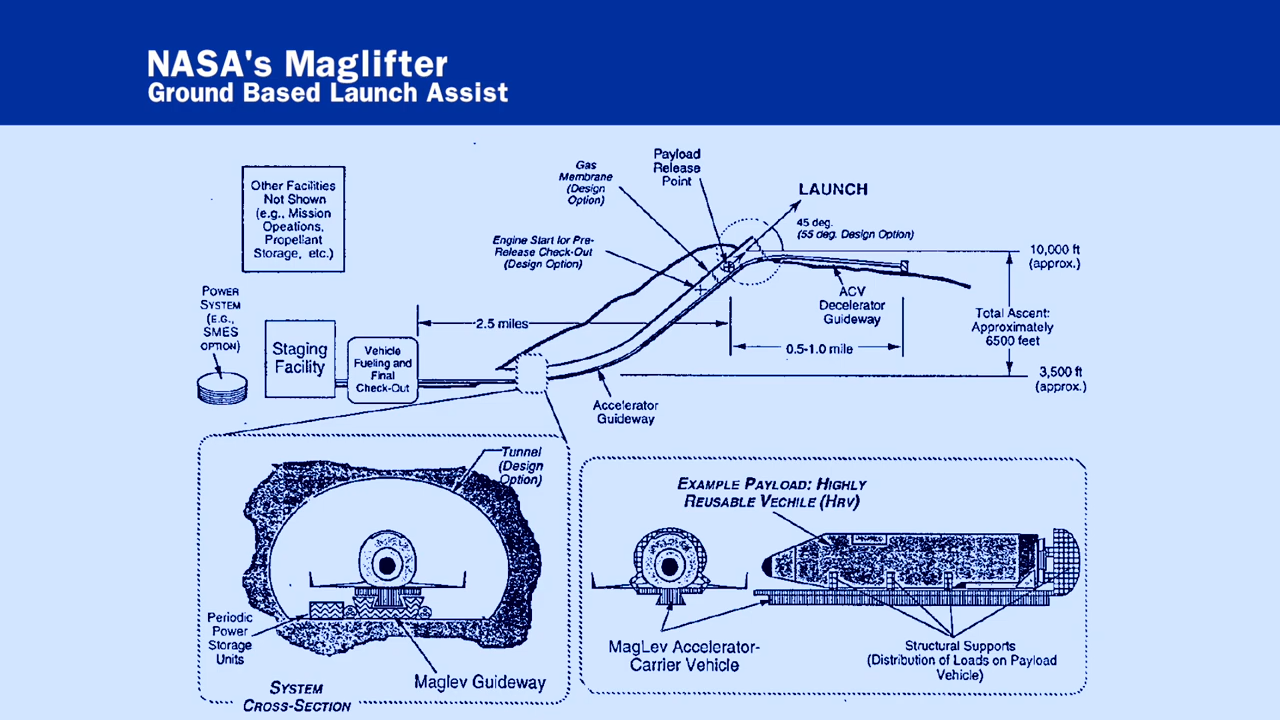 NASA's Maglifter
Ground Based Launch Assist
Other Facilities
Not Shown
(e.g., Mission
Opeations,
Propellant
Storage, etc.)
Gas
Membrane
(Design
Option)
Payload
Release
Point
LAUNCH
45 deg.
(55 deg. Design Option)
Engine Start for Pre-
Release Check-Out
(Design Option)
10,000 ft
(approx.)
POWER
SYSTEM
(E.G.,
SMES
OPTION)
Staging
Facility
Vehicle
Fueling and
Final
Check-Out
2.5 miles
ACV
Decelerator
Guideway
Total Ascent:
Approximately
6500 feet
0.5-1.0 mile
3,500 ft
(approx.)
Accelerator
Guideway
Tunnel
(Design
Option)
Periodic
Power
Storage
Units
Maglev Guideway
SYSTEM
CROSS-SECTION
EXAMPLE PAYLOAD: HIGHLY
REUSABLE VECHILE (HRV)
MagLev Accelerator-
Carrier Vehicle
Structural Supports
(Distribution of Loads on Payload
Vehicle)